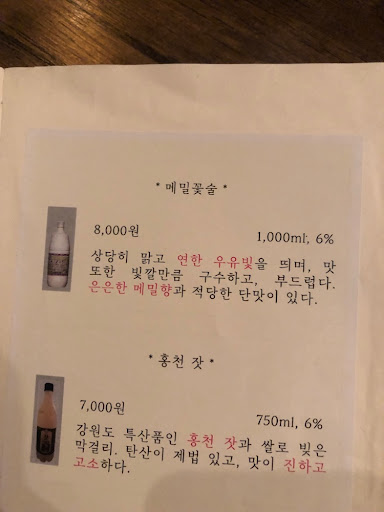 * 메밀꽃술 *
8,000원 1,000ml, 6%
상당히 맑고 연한 우유빛을 띄며, 맛
또한 빛깔만큼 구수하고, 부드럽다.
은은한 메밀향과 적당한 단맛이 있다.
* 홍천 잣 *
7,000원 750ml, 6%
강원도 특산품인 홍천 잣과 쌀로 빚은
막걸리. 탄산이 제법 있고, 맛이 진하고
고소하다.